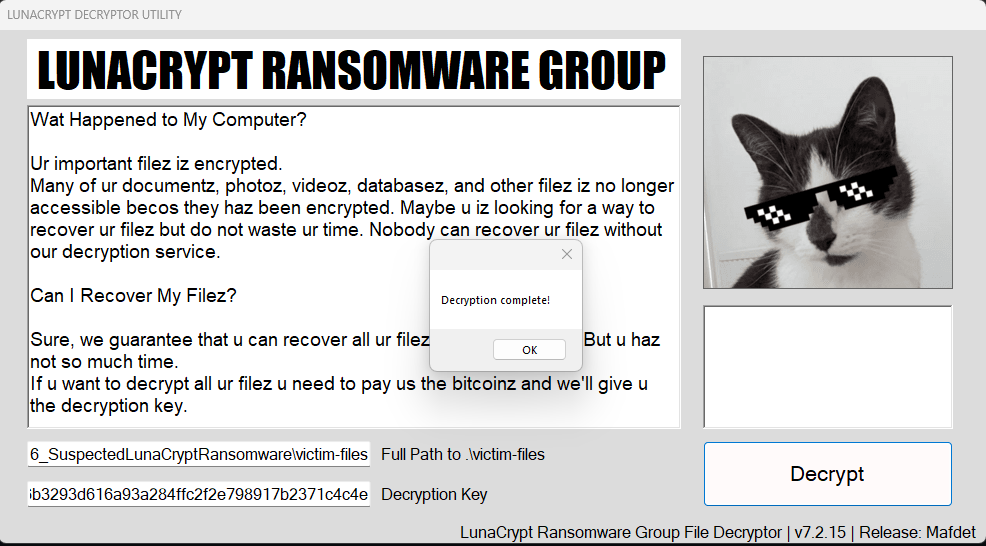 LUNACRYPT DECRYPTOR UTILITY
LUNACRYPT RANSOMWARE GROUP
Wat Happened to My Computer?
Ur important filez iz encrypted.
Many of ur documentz, photoz, videoz, databasez, and other filez iz no longer
accessible becos they haz been encrypted. Maybe u iz looking for a way to
recover ur filez but do not waste ur time. Nobody can recover ur filez without
our decryption service.
Can I Recover My Filez?
Sure, we guarantee that u can recover all ur filez But u haz
not so much time.
If u want to decrypt all ur filez u need to pay us the bitcoinz and we'll give u
the decryption key.
Decryption complete!
OK
6_SuspectedLunaCryptRansomware\victim-files Full Path to .\victim-files
b3293d616a93a284ffc2f2e798917b2371c4c4e Decryption Key
Decrypt
LunaCrypt Ransomware Group File Decryptor | v7.2.15 | Release: Mafdet